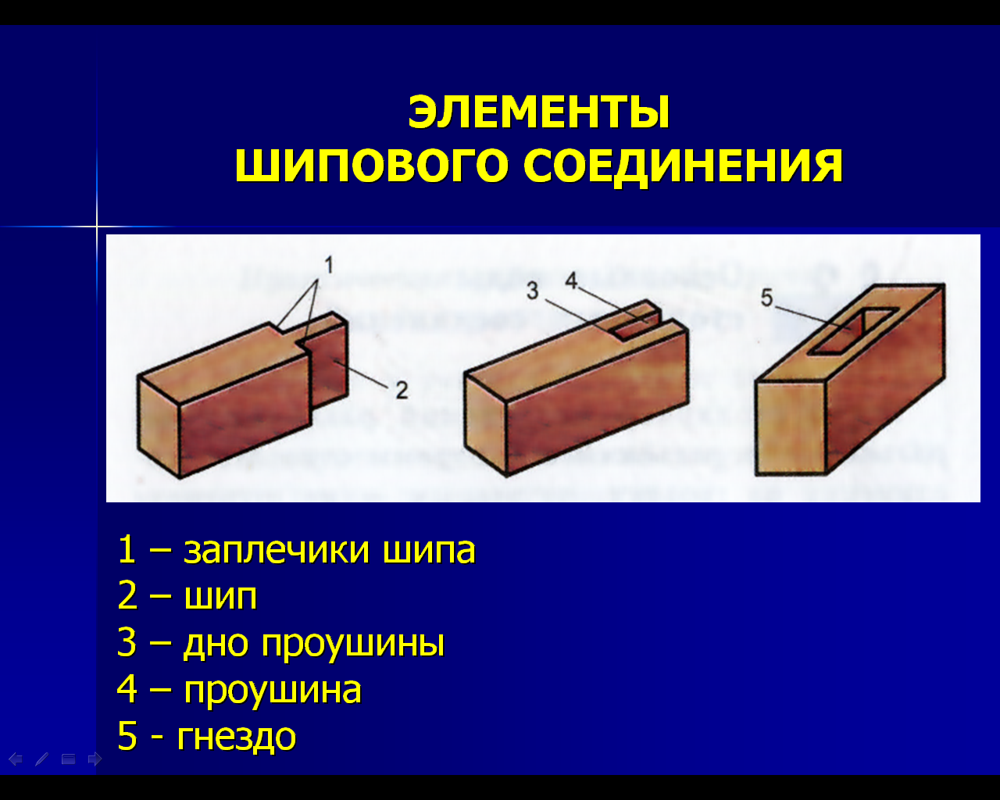 ЭЛЕМЕНТЫ
ШИПОВОГО СОЕДИНЕНИЯ
1
2
3
4
5
1 – заплечики шипа
2 – шип
3 – дно проушины
4 – проушина
5 - гнездо